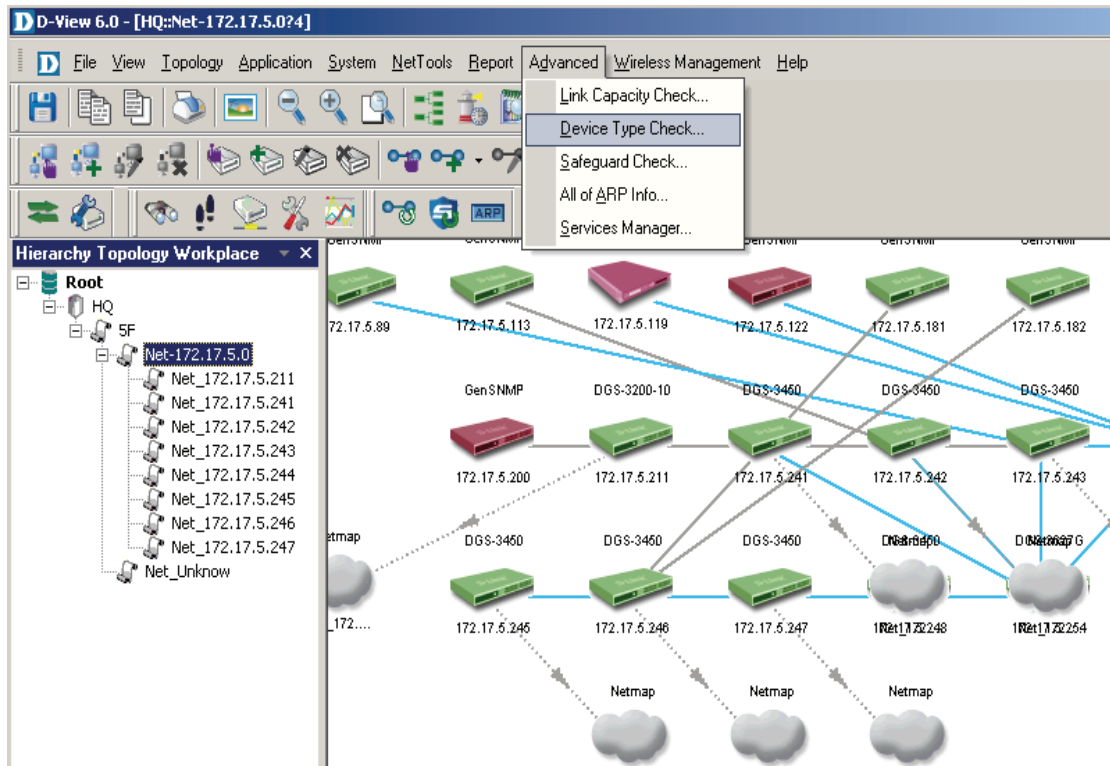 D-View 6.0 - [HQ::Net-172.17.5.0?4]
File View Topology Application System NetTools Report Advanced Wireless Management Help
Link Capacity Check...
Device Type Check...
Safeguard Check...
All of ARP Info...
Services Manager...
ARP
Hierarchy Topology Workplace
Root
HQ
5F
Net-172.17.5.0
Net_172.17.5.211
Net_172.17.5.241
Net_172.17.5.242
Net_172.17.5.243
Net_172.17.5.244
Net_172.17.5.245
Net_172.17.5.246
Net_172.17.5.247
Net_Unknow
72.17.5.89 172.17.5.113 172.17.5.119 172.17.5.122 172.17.5.181 172.17.5.182
GenSNMP DGS-3200-10 DGS-3450 DGS-3450 DGS-3450
172.17.5.200 172.17.5.211 172.17.5.241 172.17.5.242 172.17.5.243
etmap DGS-3450 DGS-3450 DGS-3450 Netmap Netmap
_172.... 172.17.5.245 172.17.5.246 172.17.5.247
Netmap Netmap Netmap